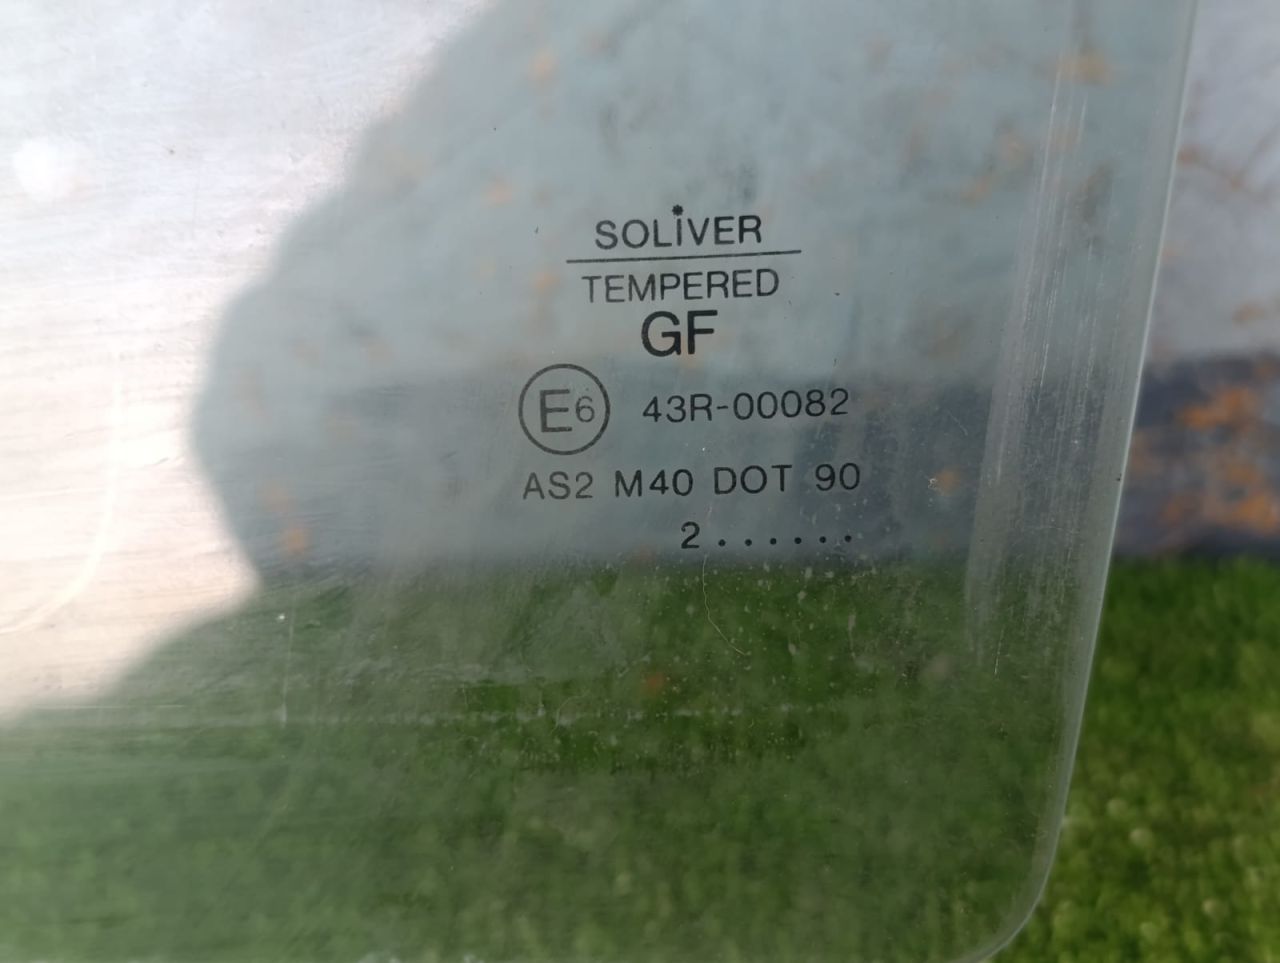 SOLiVER
TEMPERED
GF
E6 43R-00082
AS2 M40 DOT 90
2......